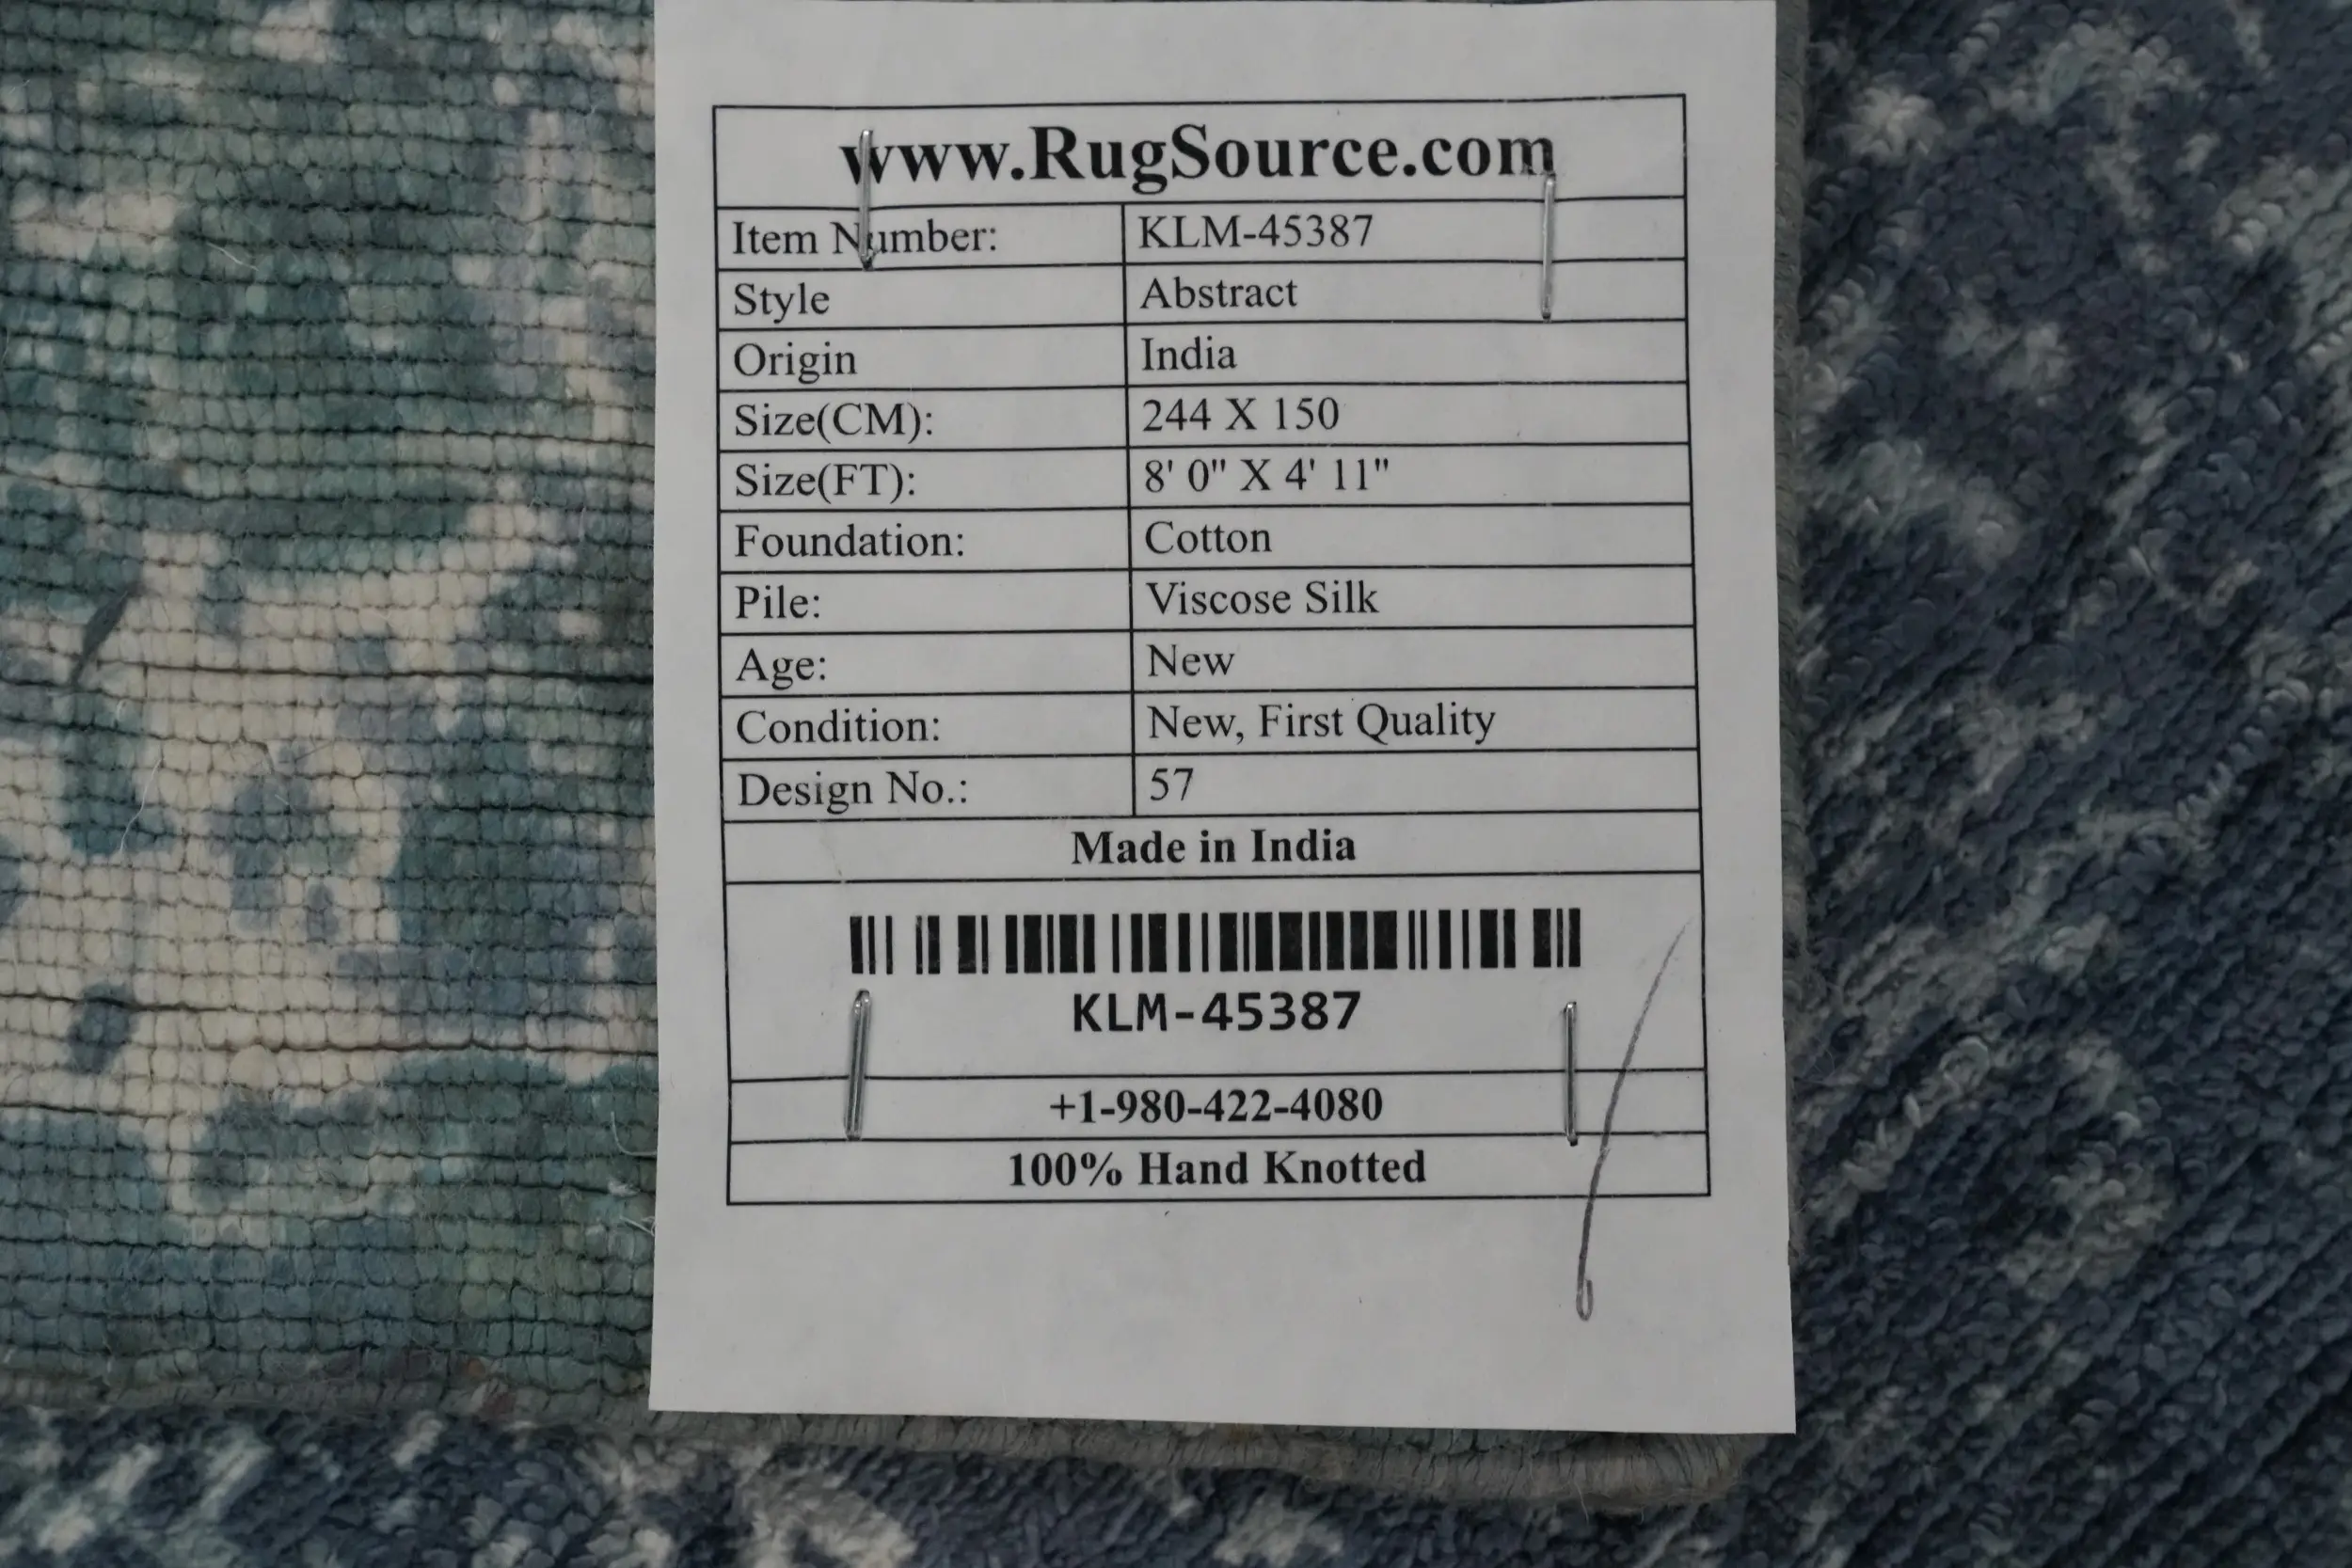 www.RugSource.com
Item Number: KLM-45387
Style Abstract
Origin India
Size(CM): 244 X 150
Size(FT): 8' 0" X 4' 11"
Foundation: Cotton
Pile: Viscose Silk
Age: New
Condition: New, First Quality
Design No.: 57
Made in India
KLM-45387
+1-980-422-4080
100% Hand Knotted